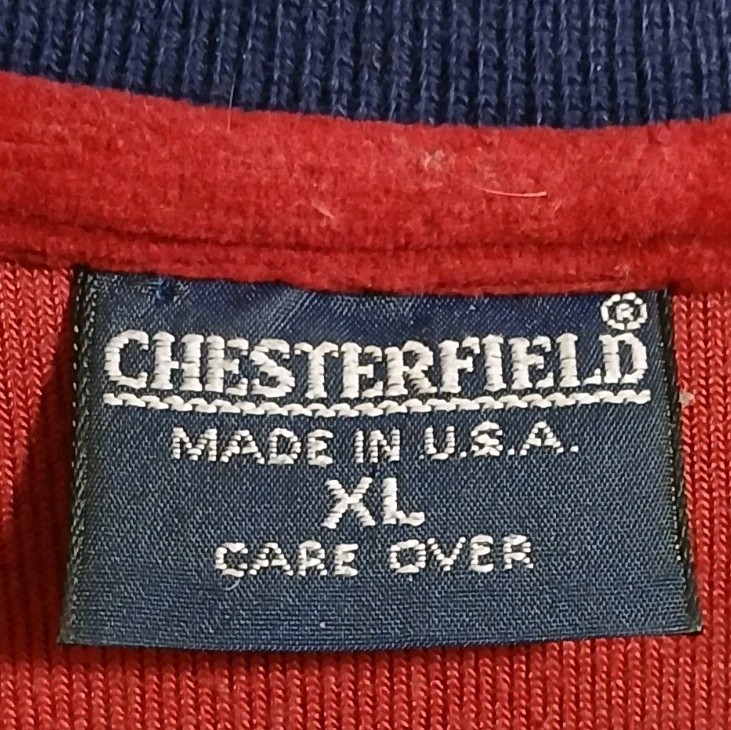 CHESTERFIELD®
MADE IN U.S.A.
XL
CARE OVER